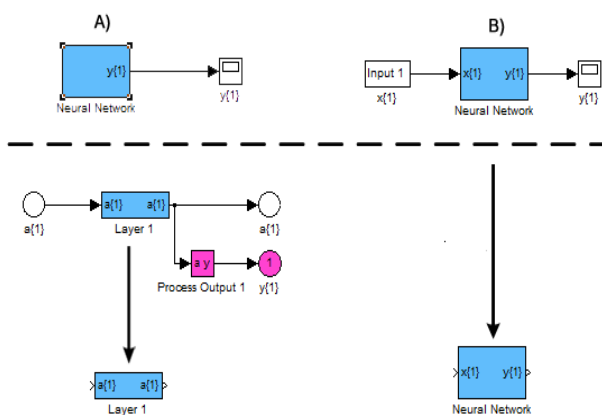 A)
y{1}
Neural Network
y{1}
B)
Input 1
x{1}
x{1} y{1}
Neural Network
y{1}
a{1}
a{1} a{1}
Layer 1
a{1}
a y
Process Output 1
1
y{1}
a{1} a{1}
Layer 1
x{1} y{1}
Neural Network